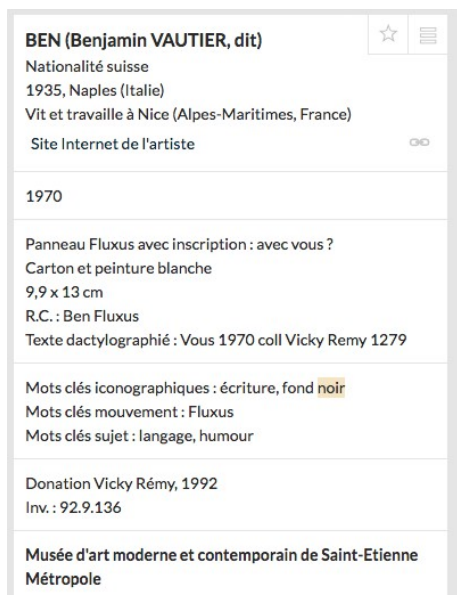 BEN (Benjamin VAUTIER, dit)
Nationalité suisse
1935, Naples (Italie)
Vit et travaille à Nice (Alpes-Maritimes, France)
Site Internet de l'artiste
1970
Panneau Fluxus avec inscription : avec vous ?
Carton et peinture blanche
9,9 x 13 cm
R.C. : Ben Fluxus
Texte dactylographié : Vous 1970 coll Vicky Remy 1279
Mots clés iconographiques : écriture, fond noir
Mots clés mouvement : Fluxus
Mots clés sujet : langage, humour
Donation Vicky Rémy, 1992
Inv. : 92.9.136
Musée d'art moderne et contemporain de Saint-Etienne
Métropole